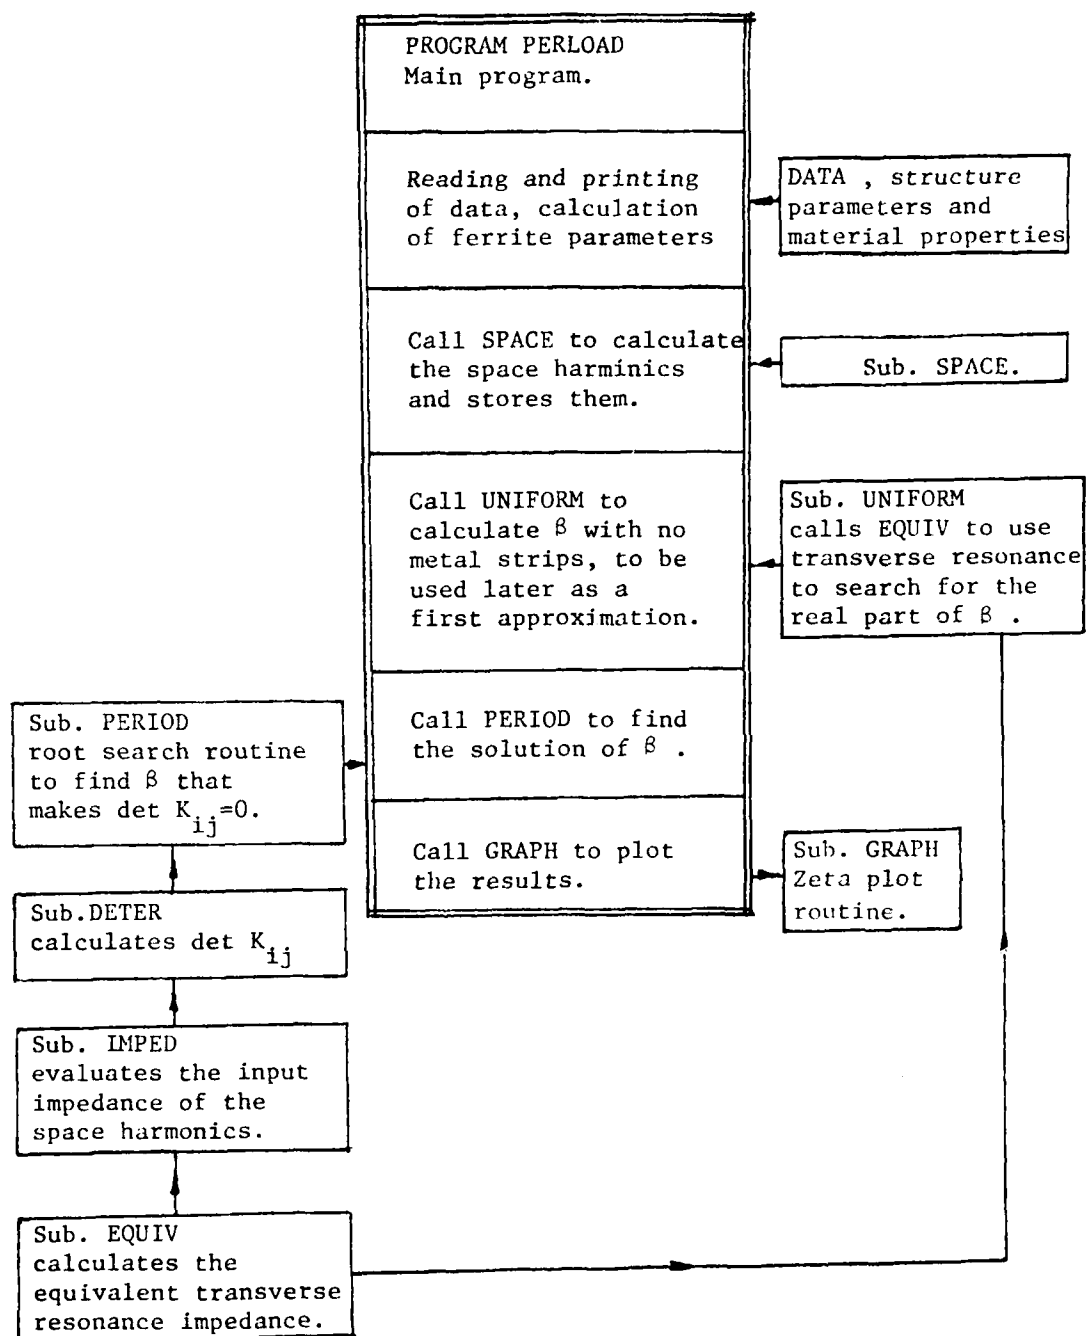 PROGRAM PERLOAD
Main program.
Reading and printing
of data, calculation
of ferrite parameters
DATA , structure
parameters and
material properties
Call SPACE to calculate
the space harminics
and stores them.
Sub. SPACE.
Call UNIFORM to
calculate β with no
metal strips, to be
used later as a
first approximation.
Sub. UNIFORM
calls EQUIV to use
transverse resonance
to search for the
real part of β .
Sub. PERIOD
root search routine
to find β that
makes det K_ij=0.
Call PERIOD to find
the solution of β .
Call GRAPH to plot
the results.
Sub. GRAPH
Zeta plot
routine.
Sub.DETER
calculates det K_ij
Sub. IMPED
evaluates the input
impedance of the
space harmonics.
Sub. EQUIV
calculates the
equivalent transverse
resonance impedance.